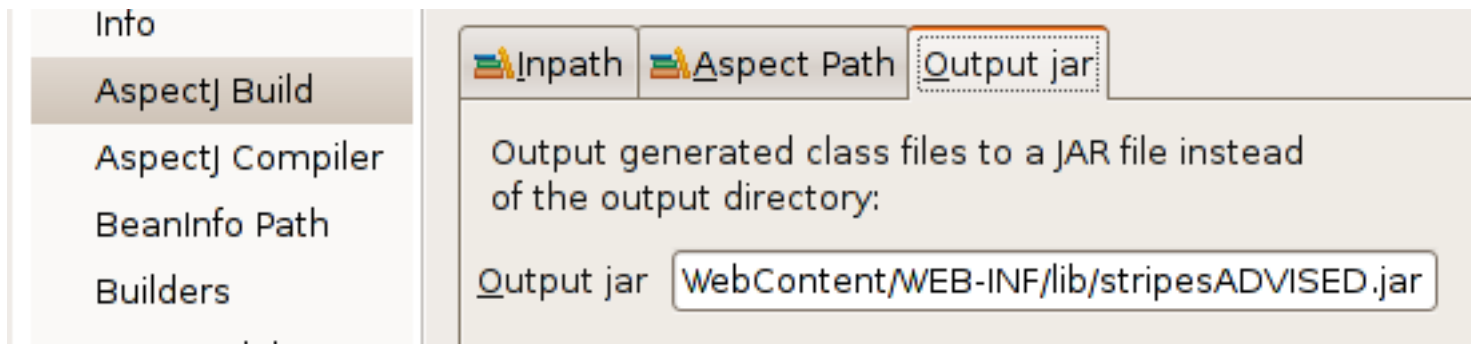 Info
AspectJ Build
AspectJ Compiler
BeanInfo Path
Builders
Inpath
Aspect Path
Output jar
Output generated class files to a JAR file instead
of the output directory:
Output jar
WebContent/WEB-INF/lib/stripesADVISED.jar